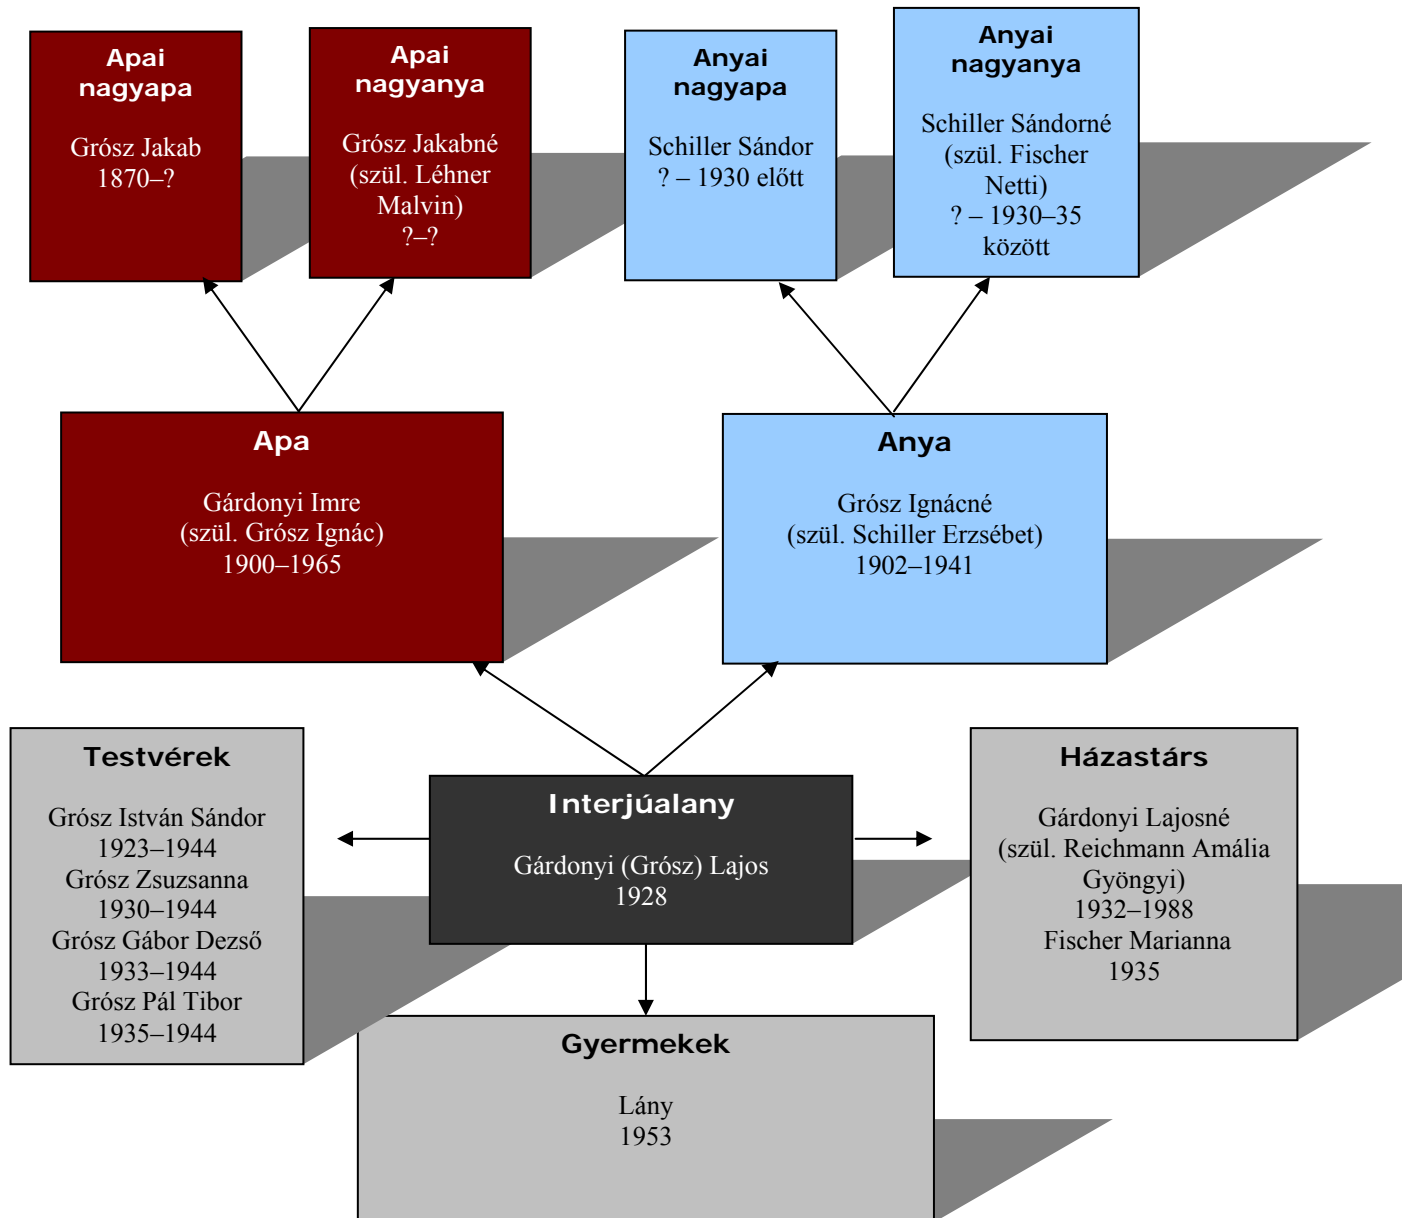 Apai
nagyapa
Grósz Jakab
1870–?
Apai
nagyanya
Grósz Jakabné
(szül. Léhner
Malvin)
?–?
Anyai
nagyapa
Schiller Sándor
? – 1930 előtt
Anyai
nagyanya
Schiller Sándorné
(szül. Fischer
Netti)
? – 1930–35
között
Apa
Gárdonyi Imre
(szül. Grósz Ignác)
1900–1965
Anya
Grósz Ignácné
(szül. Schiller Erzsébet)
1902–1941
Testvérek
Grósz István Sándor
1923–1944
Grósz Zsuzsanna
1930–1944
Grósz Gábor Dezső
1933–1944
Grósz Pál Tibor
1935–1944
Interjúalany
Gárdonyi (Grósz) Lajos
1928
Házastárs
Gárdonyi Lajosné
(szül. Reichmann Amália
Gyöngyi)
1932–1988
Fischer Marianna
1935
Gyermekek
Lány
1953